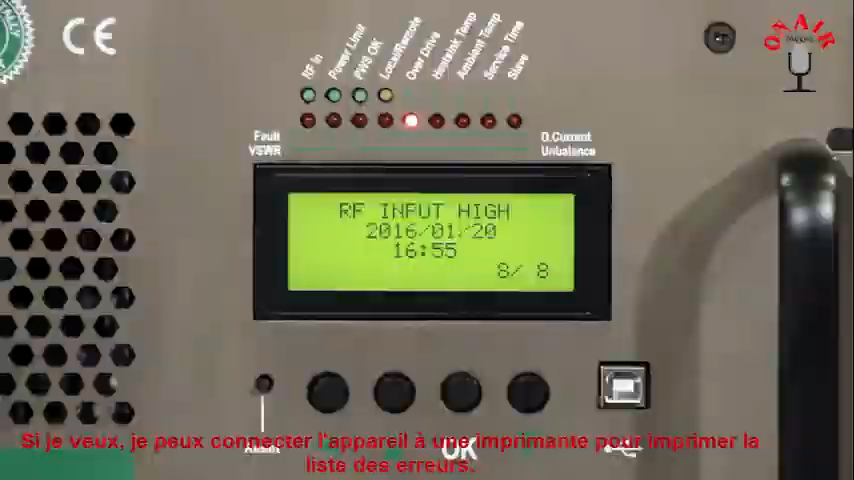 CE
ON AIR
RF In
Power Limit
PWS OK
Local/Remote
Over Drive
Heatsink Temp
Ambient Temp
Service Time
Slave
Fault
VSWR
D.Current
Unbalance
RF INPUT HIGH
2016/01/20
16:55
8/ 8
OK
Si je veux, je peux connecter l'appareil à une imprimante pour imprimer la
liste des erreurs.